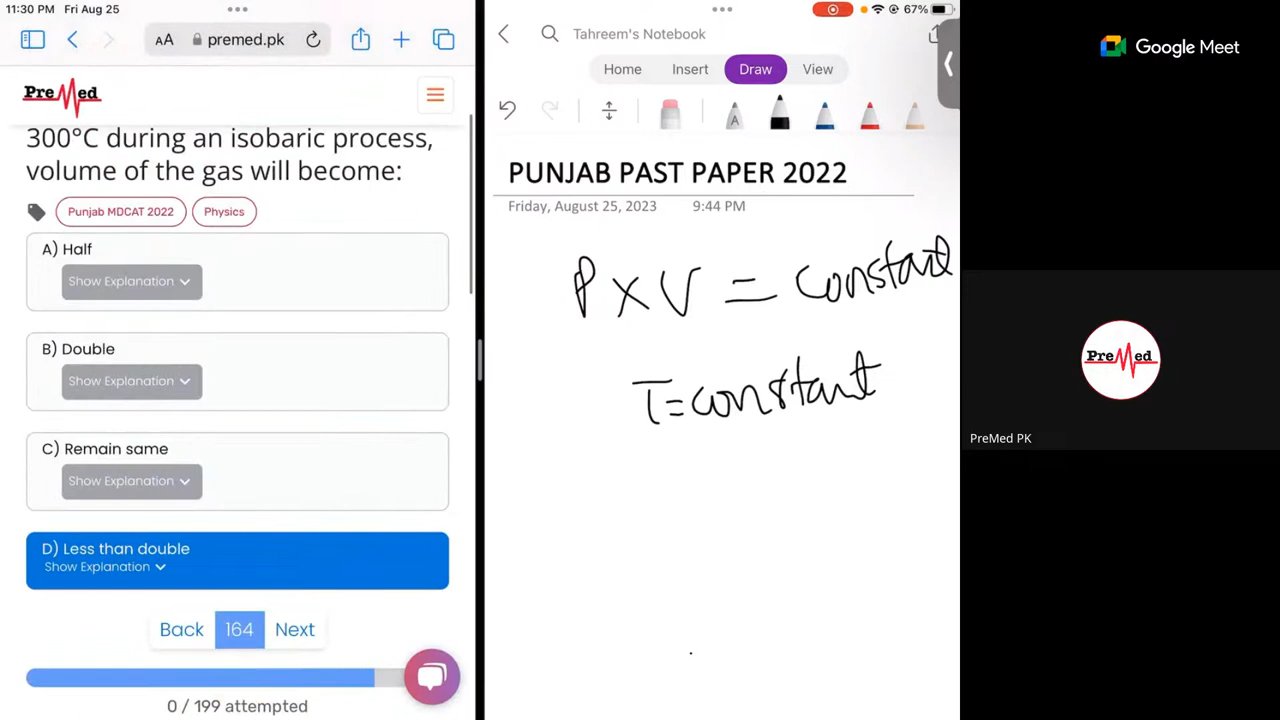 11:30 PM Fri Aug 25
67%
AA premed.pk
PreMed
300°C during an isobaric process,
volume of the gas will become:
Punjab MDCAT 2022 Physics
A) Half
Show Explanation
B) Double
Show Explanation
C) Remain same
Show Explanation
D) Less than double
Show Explanation
Back 164 Next
0 / 199 attempted
Tahreem's Notebook
Home Insert Draw View
A
PUNJAB PAST PAPER 2022
Friday, August 25, 2023 9:44 PM
P x V = constant
T = constant
Google Meet
PreMed
PreMed PK